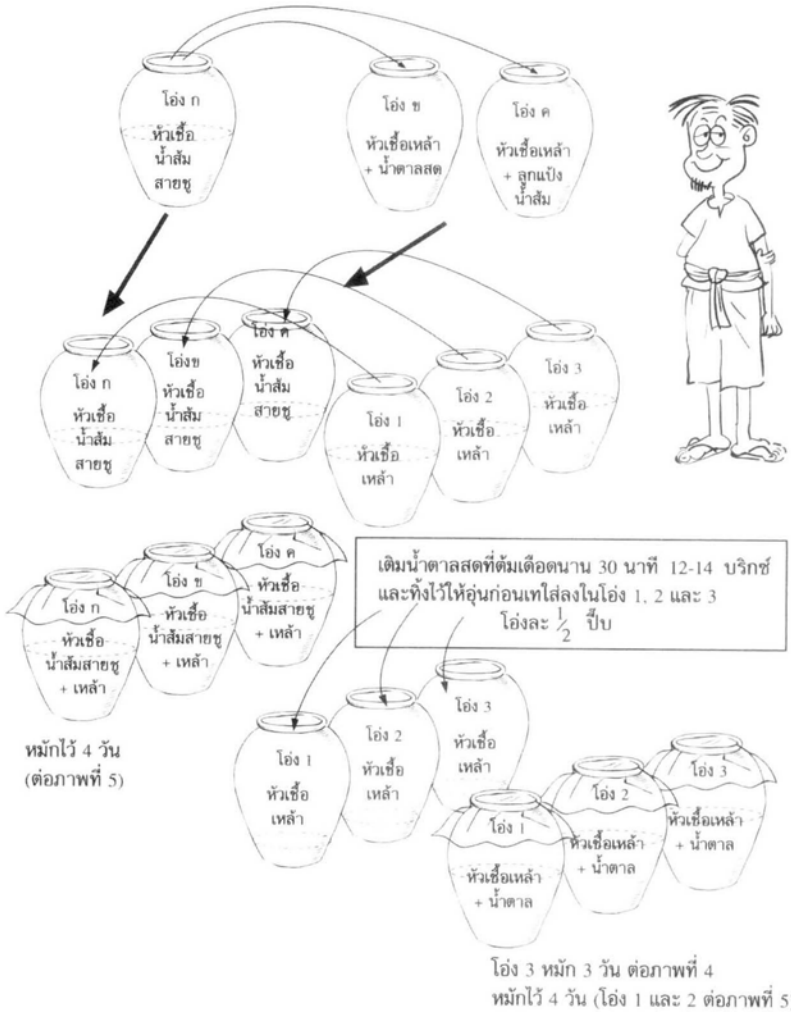 โอ่ง ก
หัวเชื้อ
น้ำส้ม
สายชู
โอ่ง ข
หัวเชื้อเหล้า
+ น้ำตาลสด
โอ่ง ค
หัวเชื้อเหล้า
+ ลูกแป้ง
น้ำส้ม
โอ่ง ก
หัวเชื้อ
น้ำส้ม
สายชู
โอ่งข
หัวเชื้อ
น้ำส้ม
สายชู
โอ่ง ค
หัวเชื้อ
น้ำส้ม
สายชู
โอ่ง 1
หัวเชื้อ
เหล้า
โอ่ง 2
หัวเชื้อ
เหล้า
โอ่ง 3
หัวเชื้อ
เหล้า
โอ่ง ก
หัวเชื้อ
น้ำส้มสายชู
+ เหล้า
โอ่ง ข
หัวเชื้อ
น้ำส้มสายชู
+ เหล้า
โอ่ง ค
หัวเชื้อ
น้ำส้มสายชู
+ เหล้า
หมักไว้ 4 วัน
(ต่อภาพที่ 5)
เติมน้ำตาลสดที่ต้มเดือดนาน 30 นาที 12-14 บริกซ์
และทิ้งไว้ให้อุ่นก่อนเทใส่ลงในโอ่ง 1, 2 และ 3
โอ่งละ 1/2 ปี๊บ
โอ่ง 1
หัวเชื้อ
เหล้า
โอ่ง 2
หัวเชื้อ
เหล้า
โอ่ง 3
หัวเชื้อ
เหล้า
โอ่ง 1
หัวเชื้อเหล้า
+ น้ำตาล
โอ่ง 2
หัวเชื้อเหล้า
+ น้ำตาล
โอ่ง 3
หัวเชื้อเหล้า
+ น้ำตาล
โอ่ง 3 หมัก 3 วัน ต่อภาพที่ 4
หมักไว้ 4 วัน (โอ่ง 1 และ 2 ต่อภาพที่ 5